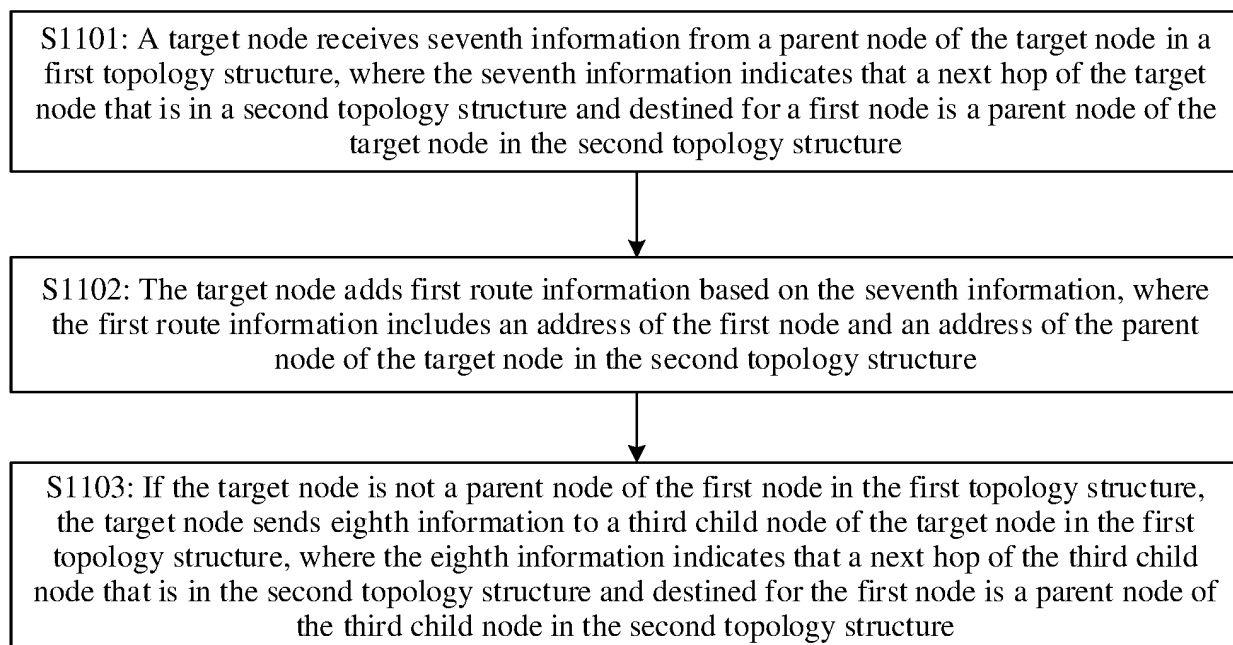 S1101: A target node receives seventh information from a parent node of the target node in a
first topology structure, where the seventh information indicates that a next hop of the target
node that is in a second topology structure and destined for a first node is a parent node of the
target node in the second topology structure
S1102: The target node adds first route information based on the seventh information, where
the first route information includes an address of the first node and an address of the parent
node of the target node in the second topology structure
S1103: If the target node is not a parent node of the first node in the first topology structure,
the target node sends eighth information to a third child node of the target node in the first
topology structure, where the eighth information indicates that a next hop of the third child
node that is in the second topology structure and destined for the first node is a parent node of
the third child node in the second topology structure